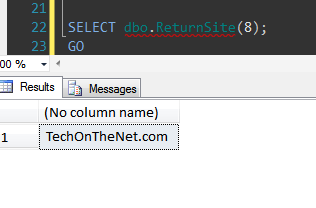 21
22 SELECT dbo.ReturnSite(8);
23 GO
00 %
Results Messages
(No column name)
1 TechOnTheNet.com